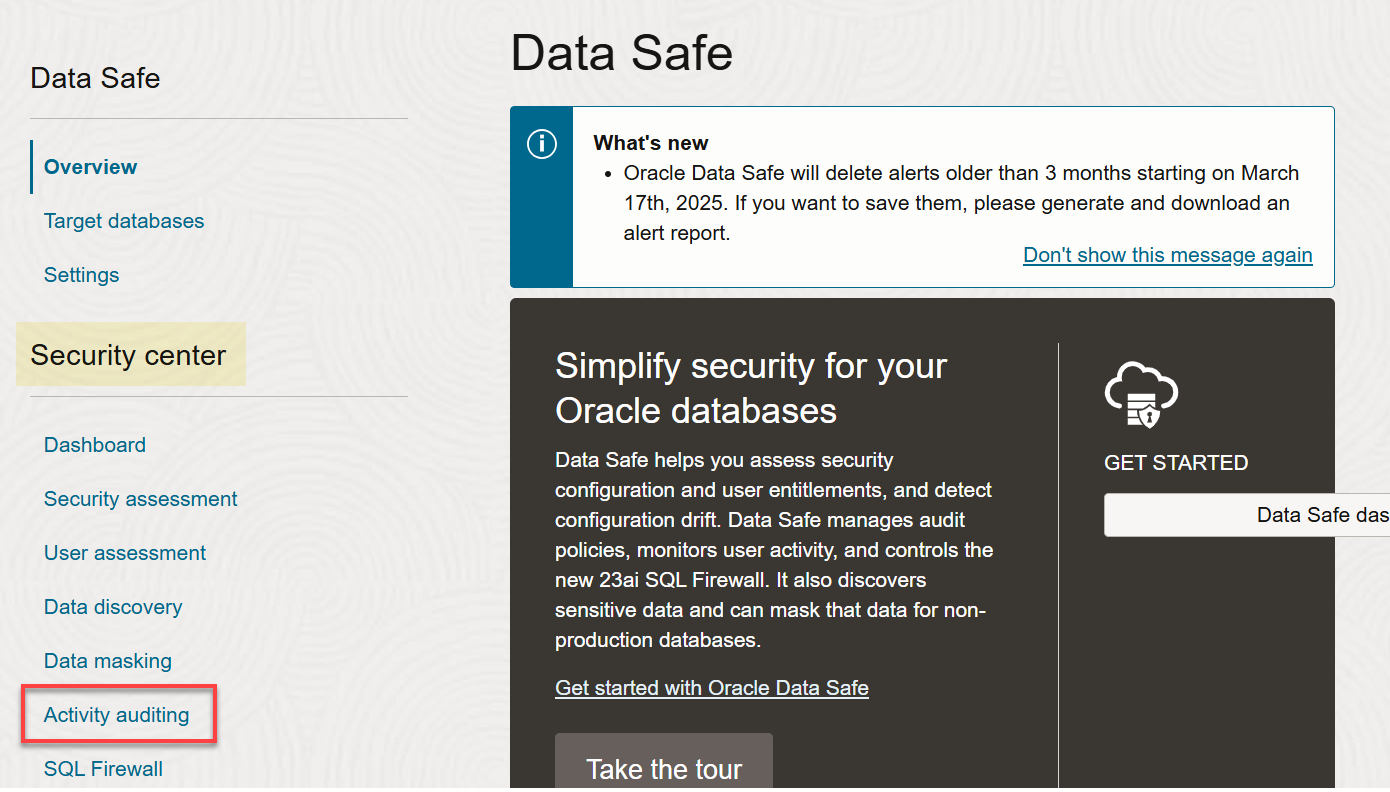 Data Safe
Overview
Target databases
Settings
Security center
Dashboard
Security assessment
User assessment
Data discovery
Data masking
Activity auditing
SQL Firewall
Data Safe
What's new
• Oracle Data Safe will delete alerts older than 3 months starting on March
17th, 2025. If you want to save them, please generate and download an
alert report.
Don't show this message again
Simplify security for your
Oracle databases
Data Safe helps you assess security
configuration and user entitlements, and detect
configuration drift. Data Safe manages audit
policies, monitors user activity, and controls the
new 23ai SQL Firewall. It also discovers
sensitive data and can mask that data for non-
production databases.
Get started with Oracle Data Safe
Take the tour
GET STARTED
Data Safe das